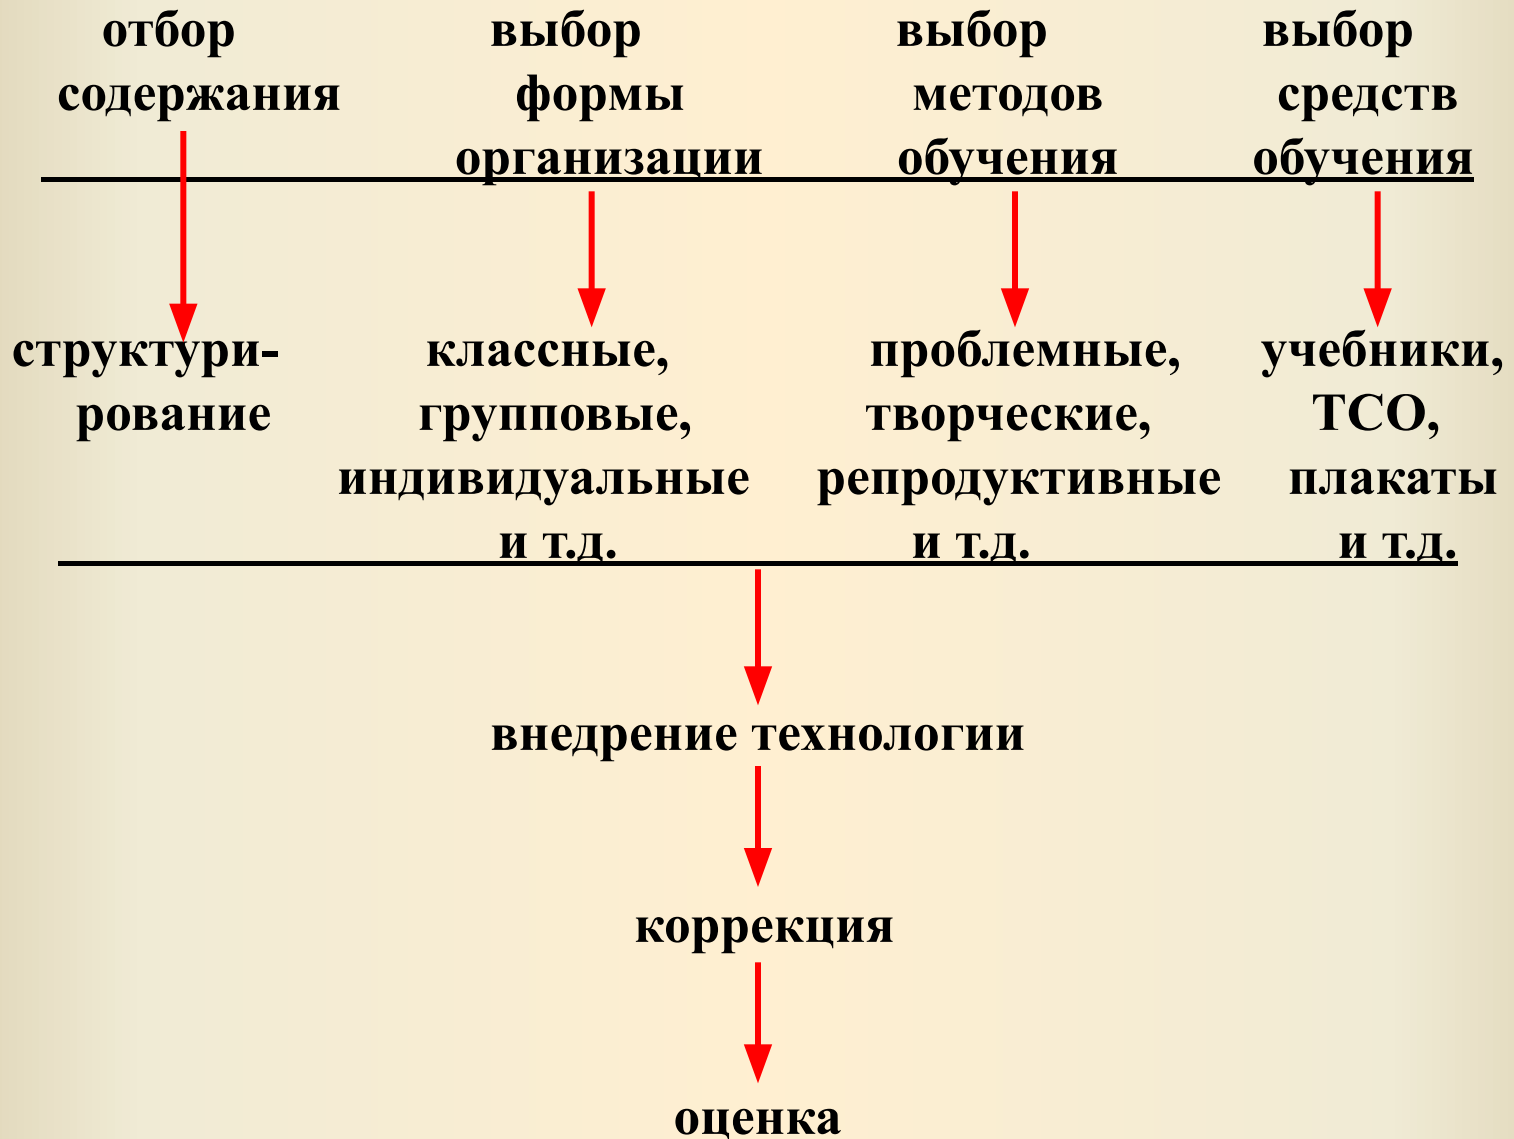 отбор выбор выбор выбор
содержания формы методов средств
организации обучения обучения
структури- классные, проблемные, учебники,
рование групповые, творческие, ТСО,
индивидуальные репродуктивные плакаты
и т.д. и т.д. и т.д.
внедрение технологии
коррекция
оценка